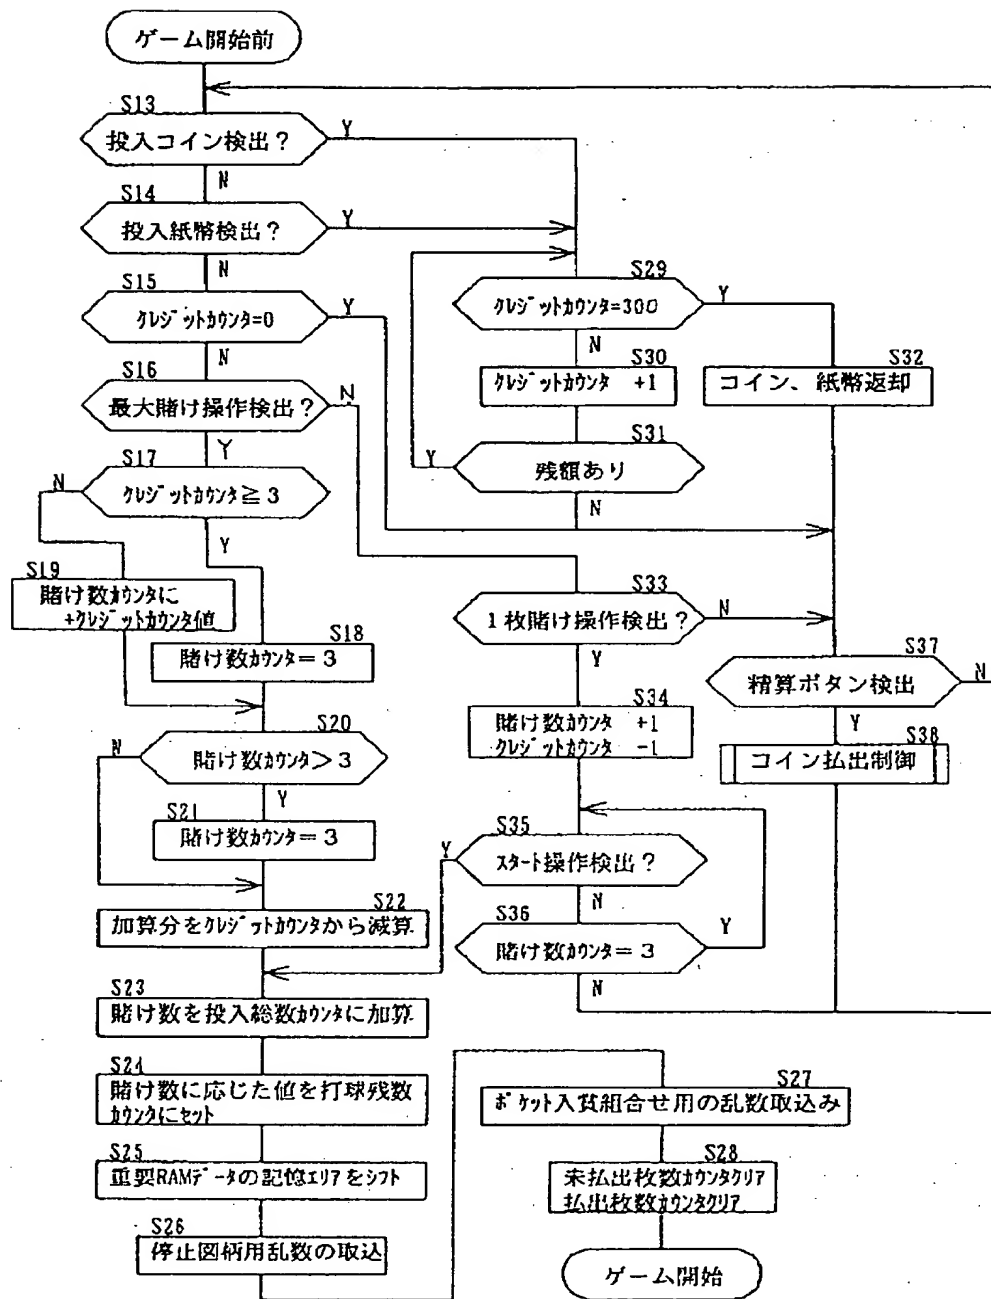 ゲーム開始前
S13
投入コイン検出?
Y
N
S14
投入紙幣検出?
Y
N
S15
クレジットカウンタ=0
Y
N
S16
最大賭け操作検出?
N
Y
S17
クレジットカウンタ≧3
N
Y
S19
賭け数カウンタに
+クレジットカウンタ値
S18
賭け数カウンタ=3
S20
賭け数カウンタ>3
N
Y
S21
賭け数カウンタ=3
S22
加算分をクレジットカウンタから減算
S23
賭け数を投入総数カウンタに加算
S24
賭け数に応じた値を打球残数
カウンタにセット
S25
重要RAMデータの記憶エリアをシフト
S26
停止図柄用乱数の取込
S29
クレジットカウンタ=300
Y
N
S30
クレジットカウンタ +1
S31
残額あり
Y
N
S32
コイン、紙幣返却
S33
1枚賭け操作検出?
N
Y
S34
賭け数カウンタ +1
クレジットカウンタ -1
S35
スタート操作検出?
Y
N
S36
賭け数カウンタ=3
Y
N
S37
精算ボタン検出
N
Y
S38
コイン払出制御
S27
ポケット入賞組合せ用の乱数取込み
S28
未払出枚数カウンタクリア
払出枚数カウンタクリア
ゲーム開始